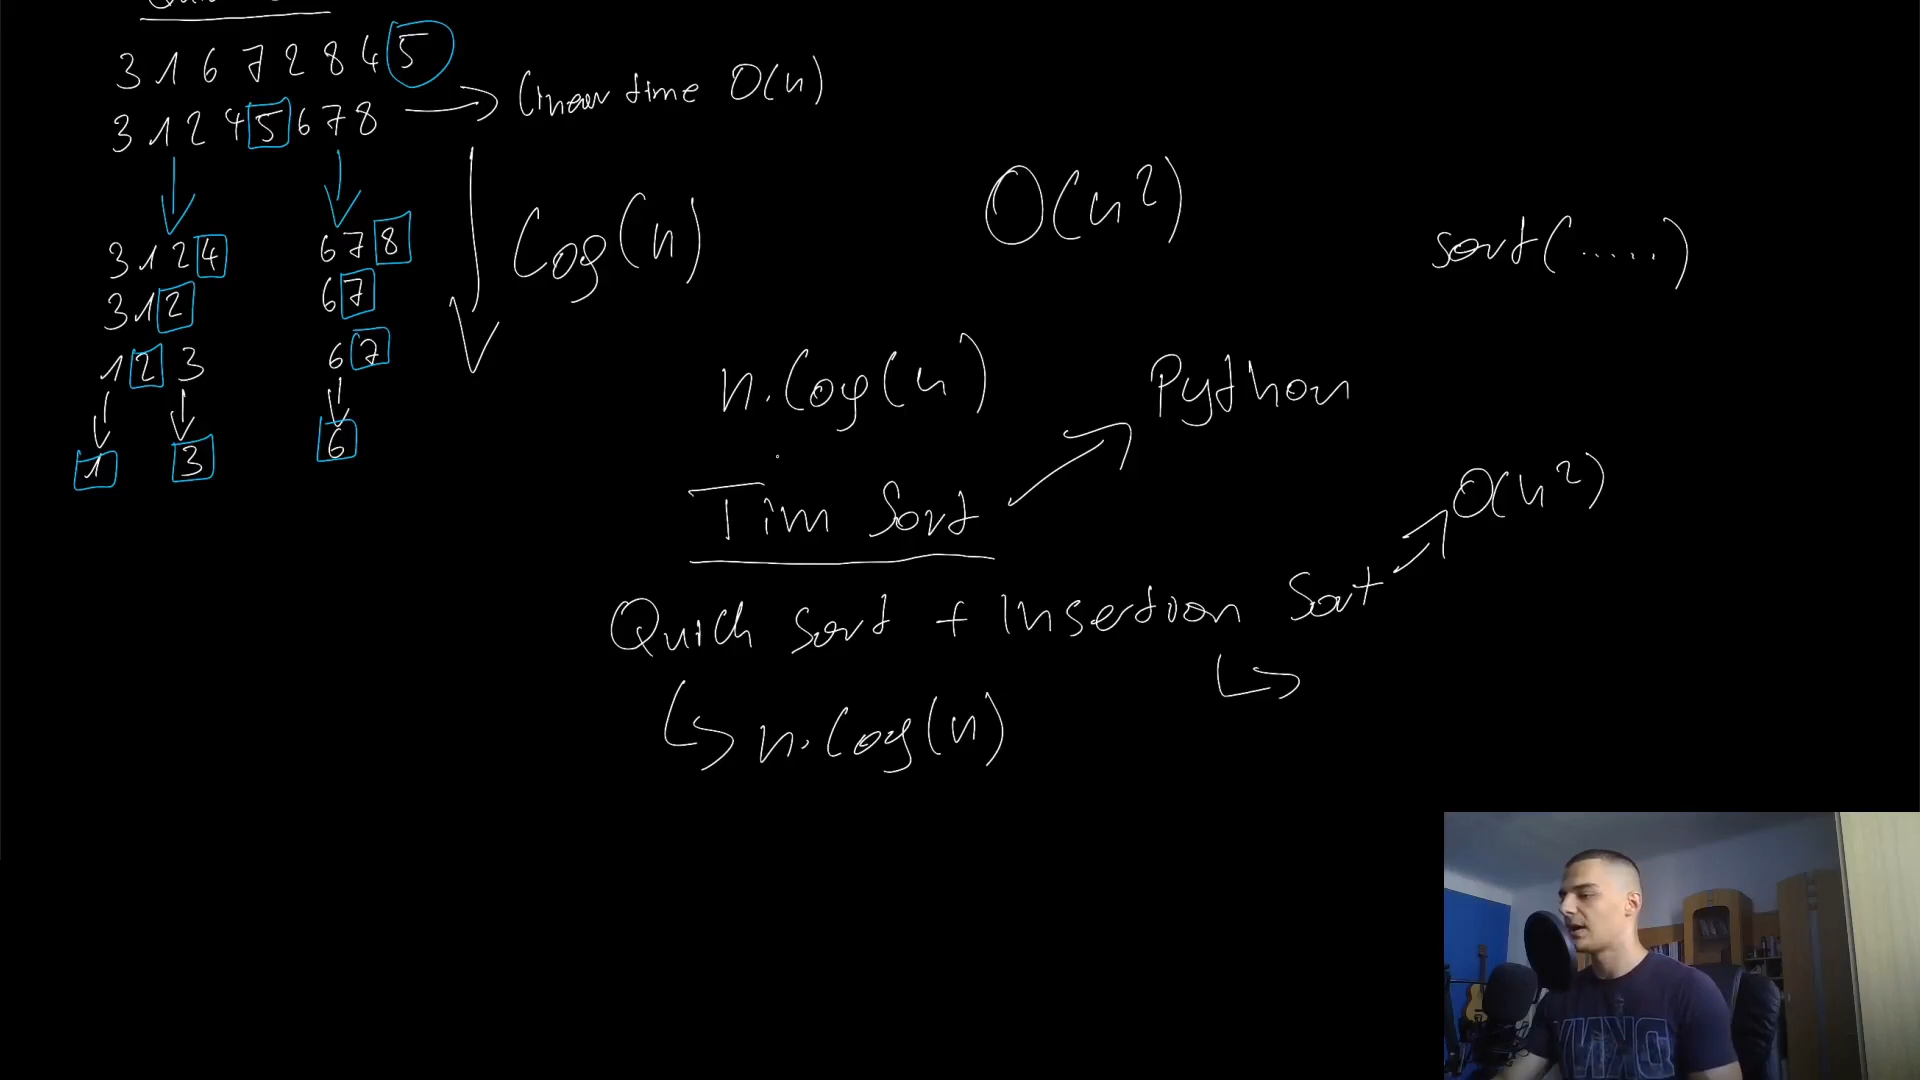 3 1 6 7 2 8 4 5
3 1 2 4 5 6 7 8
linear time O(n)
3 1 2 4
6 7 8
3 1 2
6 7
1 2 3
6 7
1
3
6
Log(n)
O(n²)
sort(.....)
n.Log(n)
Python
Tim Sort
O(n²)
Quick sort + Insertion Sort
n.Log(n)
DKNY